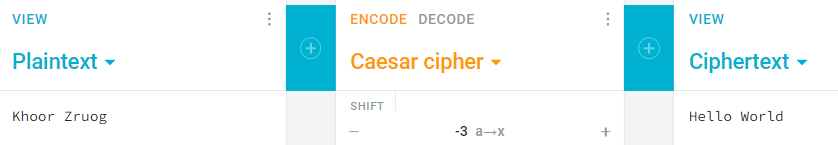 VIEW
Plaintext
Khoor Zruog
ENCODE DECODE
Caesar cipher
SHIFT
-3 a→x
VIEW
Ciphertext
Hello World